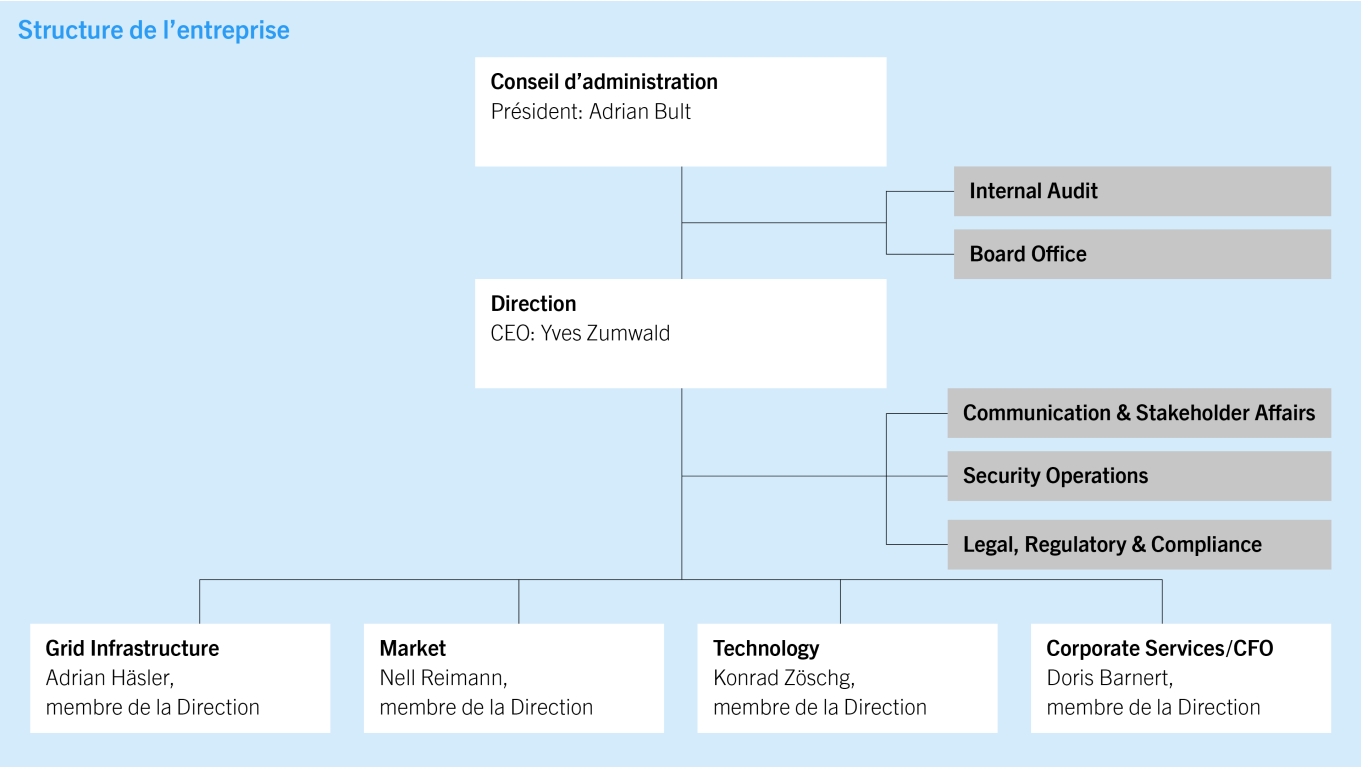 Structure de l’entreprise
Conseil d’administration
Président: Adrian Bult
Internal Audit
Board Office
Direction
CEO: Yves Zumwald
Communication & Stakeholder Affairs
Security Operations
Legal, Regulatory & Compliance
Grid Infrastructure
Adrian Häsler,
membre de la Direction
Market
Nell Reimann,
membre de la Direction
Technology
Konrad Zöschg,
membre de la Direction
Corporate Services/CFO
Doris Barnert,
membre de la Direction